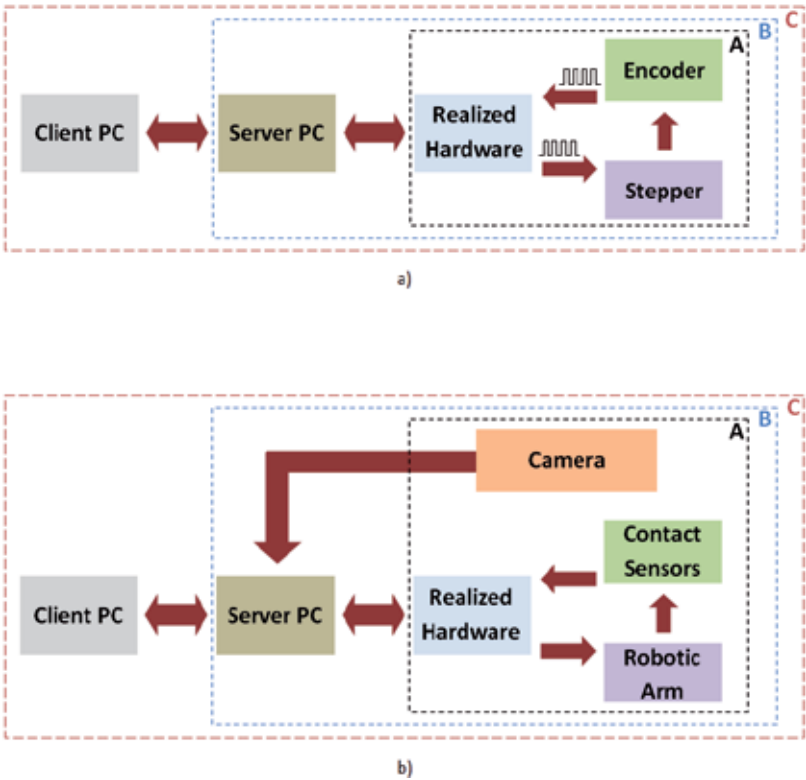 C
B
A
Encoder
Client PC
Server PC
Realized
Hardware
Stepper
a)
C
B
A
Camera
Contact
Sensors
Client PC
Server PC
Realized
Hardware
Robotic
Arm
b)